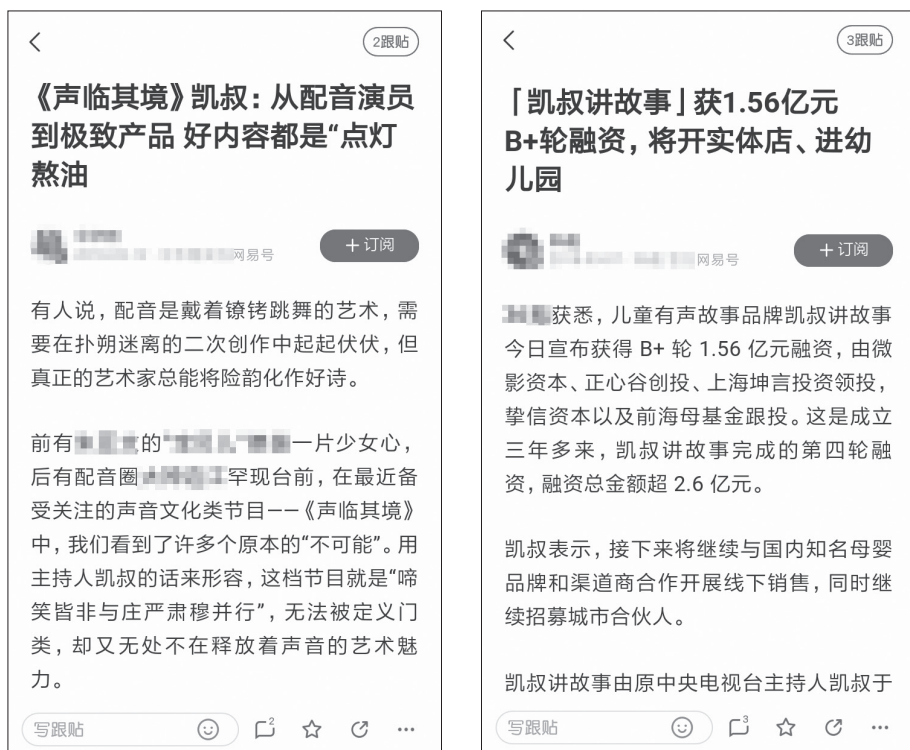 2跟贴
《声临其境》凯叔：从配音演员
到极致产品 好内容都是“点灯
熬油
网易号
+ 订阅
有人说，配音是戴着镣铐跳舞的艺术，需
要在扑朔迷离的二次创作中起起伏伏，但
真正的艺术家总能将险韵化作好诗。
前有
的“
一片少女心，
后有配音圈
罕现台前，在最近备
受关注的声音文化类节目——《声临其境》
中，我们看到了许多个原本的“不可能”。用
主持人凯叔的话来形容，这档节目就是“啼
笑皆非与庄严肃穆并行”，无法被定义门
类，却又无处不在释放着声音的艺术魅
力。
写跟贴
2
3跟贴
「凯叔讲故事」获1.56亿元
B+轮融资，将开实体店、进幼
儿园
网易号
+ 订阅
获悉，儿童有声故事品牌凯叔讲故事
今日宣布获得 B+ 轮 1.56 亿元融资，由微
影资本、正心谷创投、上海坤言投资领投，
挚信资本以及前海母基金跟投。这是成立
三年多来，凯叔讲故事完成的第四轮融
资，融资总金额超 2.6 亿元。
凯叔表示，接下来将继续与国内知名母婴
品牌和渠道商合作开展线下销售，同时继
续招募城市合伙人。
凯叔讲故事由原中央电视台主持人凯叔于
写跟贴
3